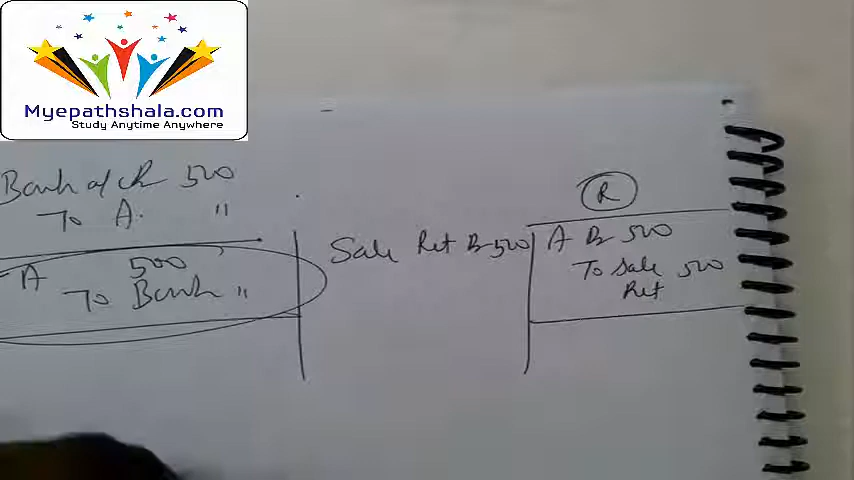 Myepathshala.com
Study Anytime Anywhere
Bank a/c Dr 500
To A. "
A 500
To Bank "
Sale Ret Dr 500
R
A Dr 500
To Sale 500
Ret